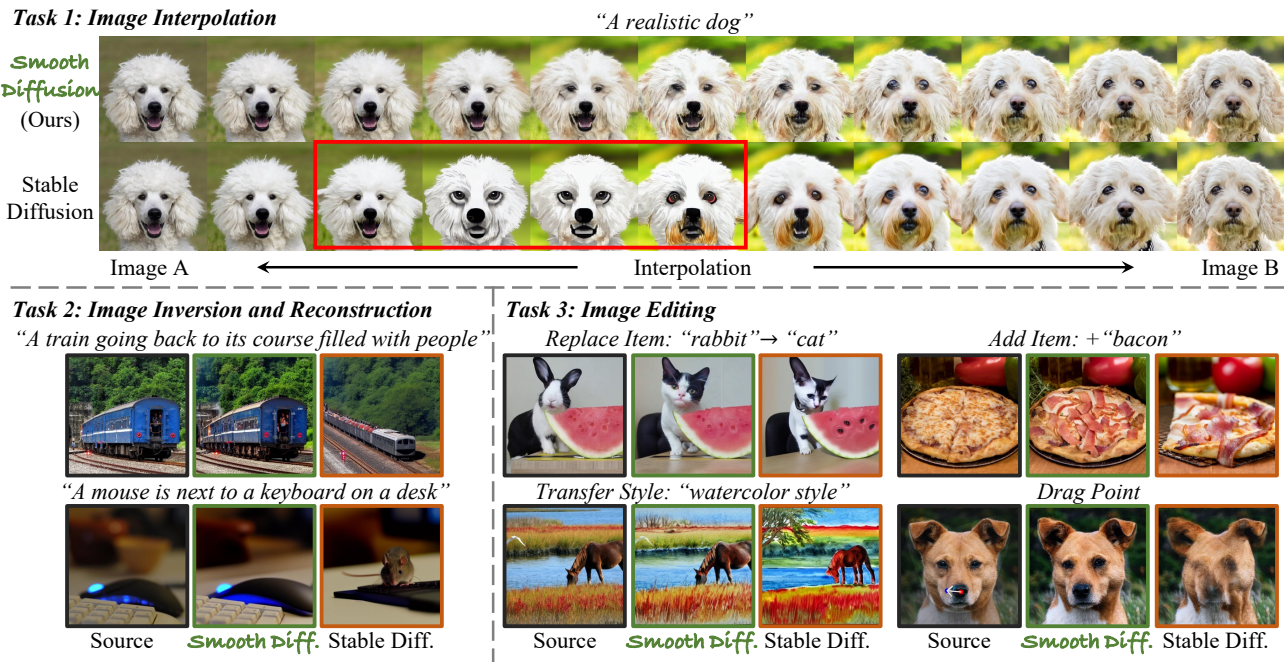 Task 1: Image Interpolation
“A realistic dog”
Smooth
Diffusion
(Ours)
Stable
Diffusion
Image A
Interpolation
Image B
Task 2: Image Inversion and Reconstruction
“A train going back to its course filled with people”
“A mouse is next to a keyboard on a desk”
Source
Smooth Diff.
Stable Diff.
Task 3: Image Editing
Replace Item: “rabbit”→ “cat”
Add Item: +“bacon”
Transfer Style: “watercolor style”
Drag Point
Source
Smooth Diff.
Stable Diff.
Source
Smooth Diff.
Stable Diff.